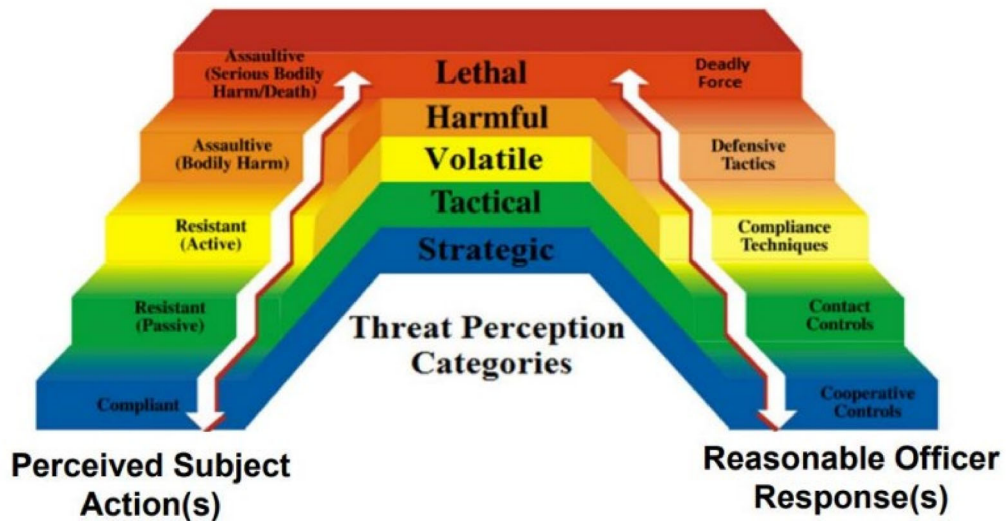 Assaultive
(Serious Bodily
Harm/Death)
Lethal
Deadly
Force
Assaultive
(Bodily Harm)
Harmful
Defensive
Tactics
Resistant
(Active)
Volatile
Compliance
Techniques
Resistant
(Passive)
Tactical
Contact
Controls
Compliant
Strategic
Cooperative
Controls
Threat Perception
Categories
Perceived Subject
Action(s)
Reasonable Officer
Response(s)